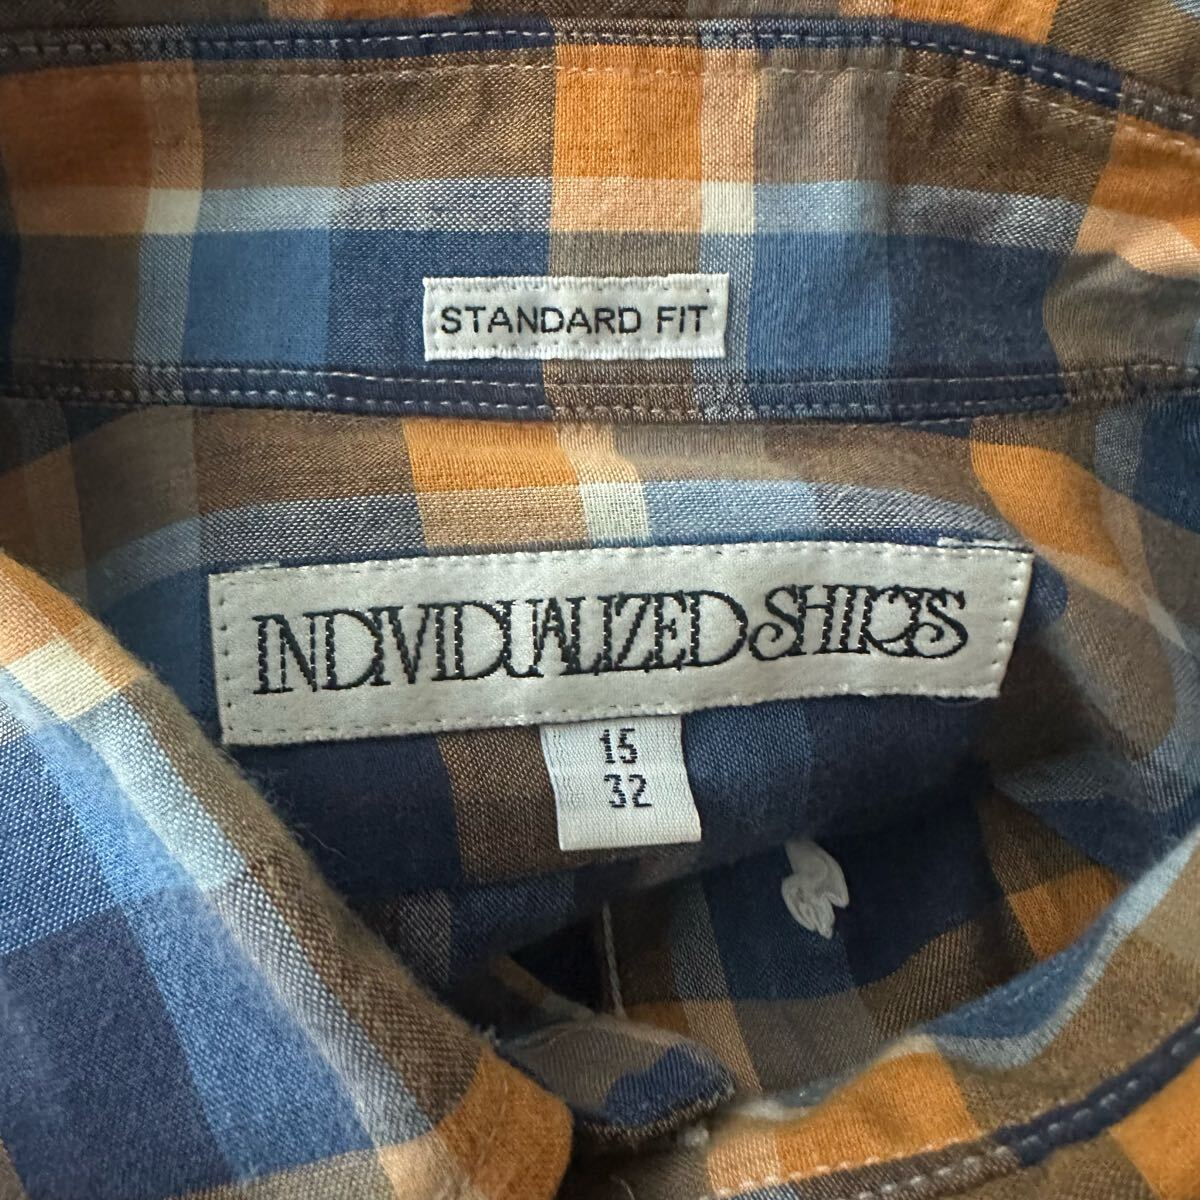 STANDARD FIT
INDIVIDUALIZED SHIRTS
15
32